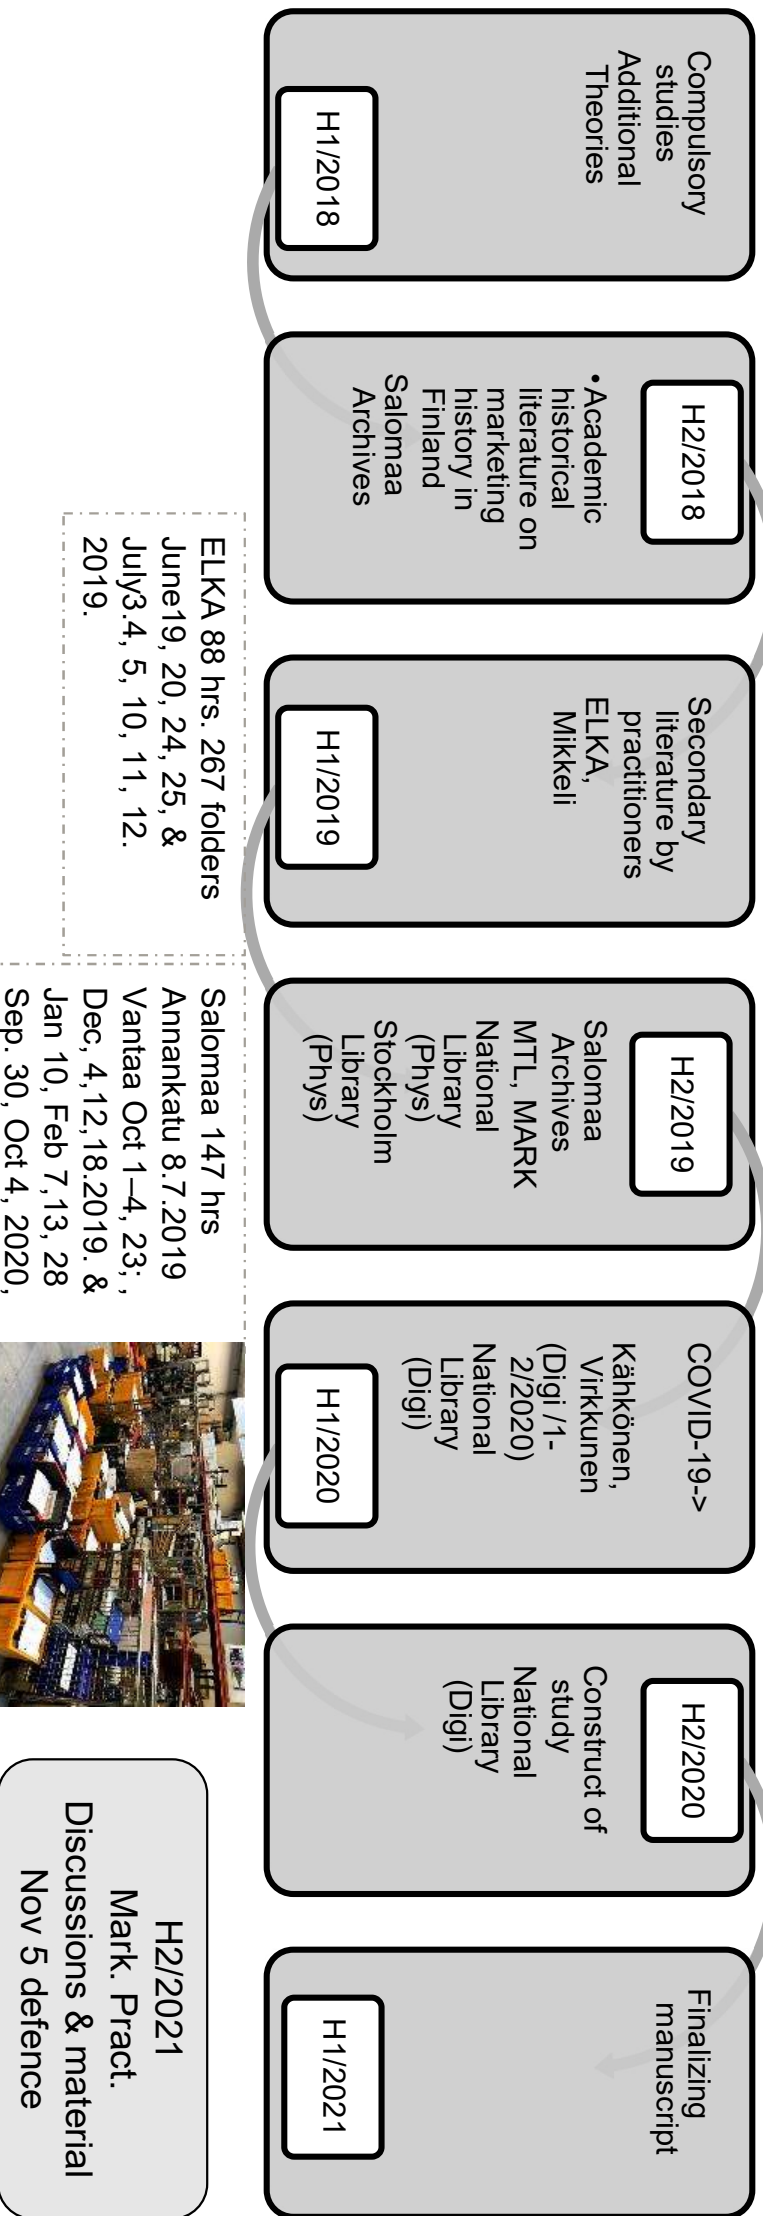 Compulsory
studies
Additional
Theories
H1/2018
H2/2018
• Academic
historical
literature on
marketing
history in
Finland
Salomaa
Archives
Secondary
literature by
practitioners
ELKA,
Mikkeli
H1/2019
H2/2019
Salomaa
Archives
MTL, MARK
National
Library
(Phys)
Stockholm
Library
(Phys)
COVID-19->
Kähkönen,
Virkkunen
(Digi /1-
2/2020)
National
Library
(Digi)
H1/2020
H2/2020
Construct of
study
National
Library
(Digi)
Finalizing
manuscript
H1/2021
ELKA 88 hrs. 267 folders
June19, 20, 24, 25, &
July3.4, 5, 10, 11, 12.
2019.
Salomaa 147 hrs
Annankatu 8.7.2019
Vantaa Oct 1–4, 23; ,
Dec, 4,12,18.2019. &
Jan 10, Feb 7,13, 28
Sep. 30, Oct 4, 2020,
H2/2021
Mark. Pract.
Discussions & material
Nov 5 defence